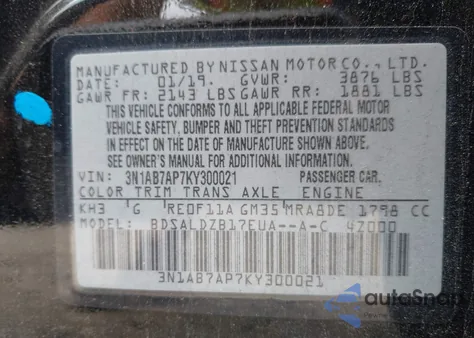 MANUFACTURED BY NISSAN MOTOR CO., LTD.
DATE: 01/19. GVWR: 3876 LBS
GAWR FR: 2143 LBS GAWR RR: 1881 LBS
THIS VEHICLE CONFORMS TO ALL APPLICABLE FEDERAL MOTOR
VEHICLE SAFETY, BUMPER AND THEFT PREVENTION STANDARDS
IN EFFECT ON THE DATE OF MANUFACTURE SHOWN ABOVE.
SEE OWNER'S MANUAL FOR ADDITIONAL INFORMATION.
VIN: 3N1AB7AP7KY300021 PASSENGER CAR.
COLOR TRIM TRANS AXLE ENGINE
KH3 G RE0F11A GM35 MRA8DE 1798 CC
MODEL: BDSALDZB17EUA--A-C 4Z000
3N1AB7AP7KY300021
autoSnap